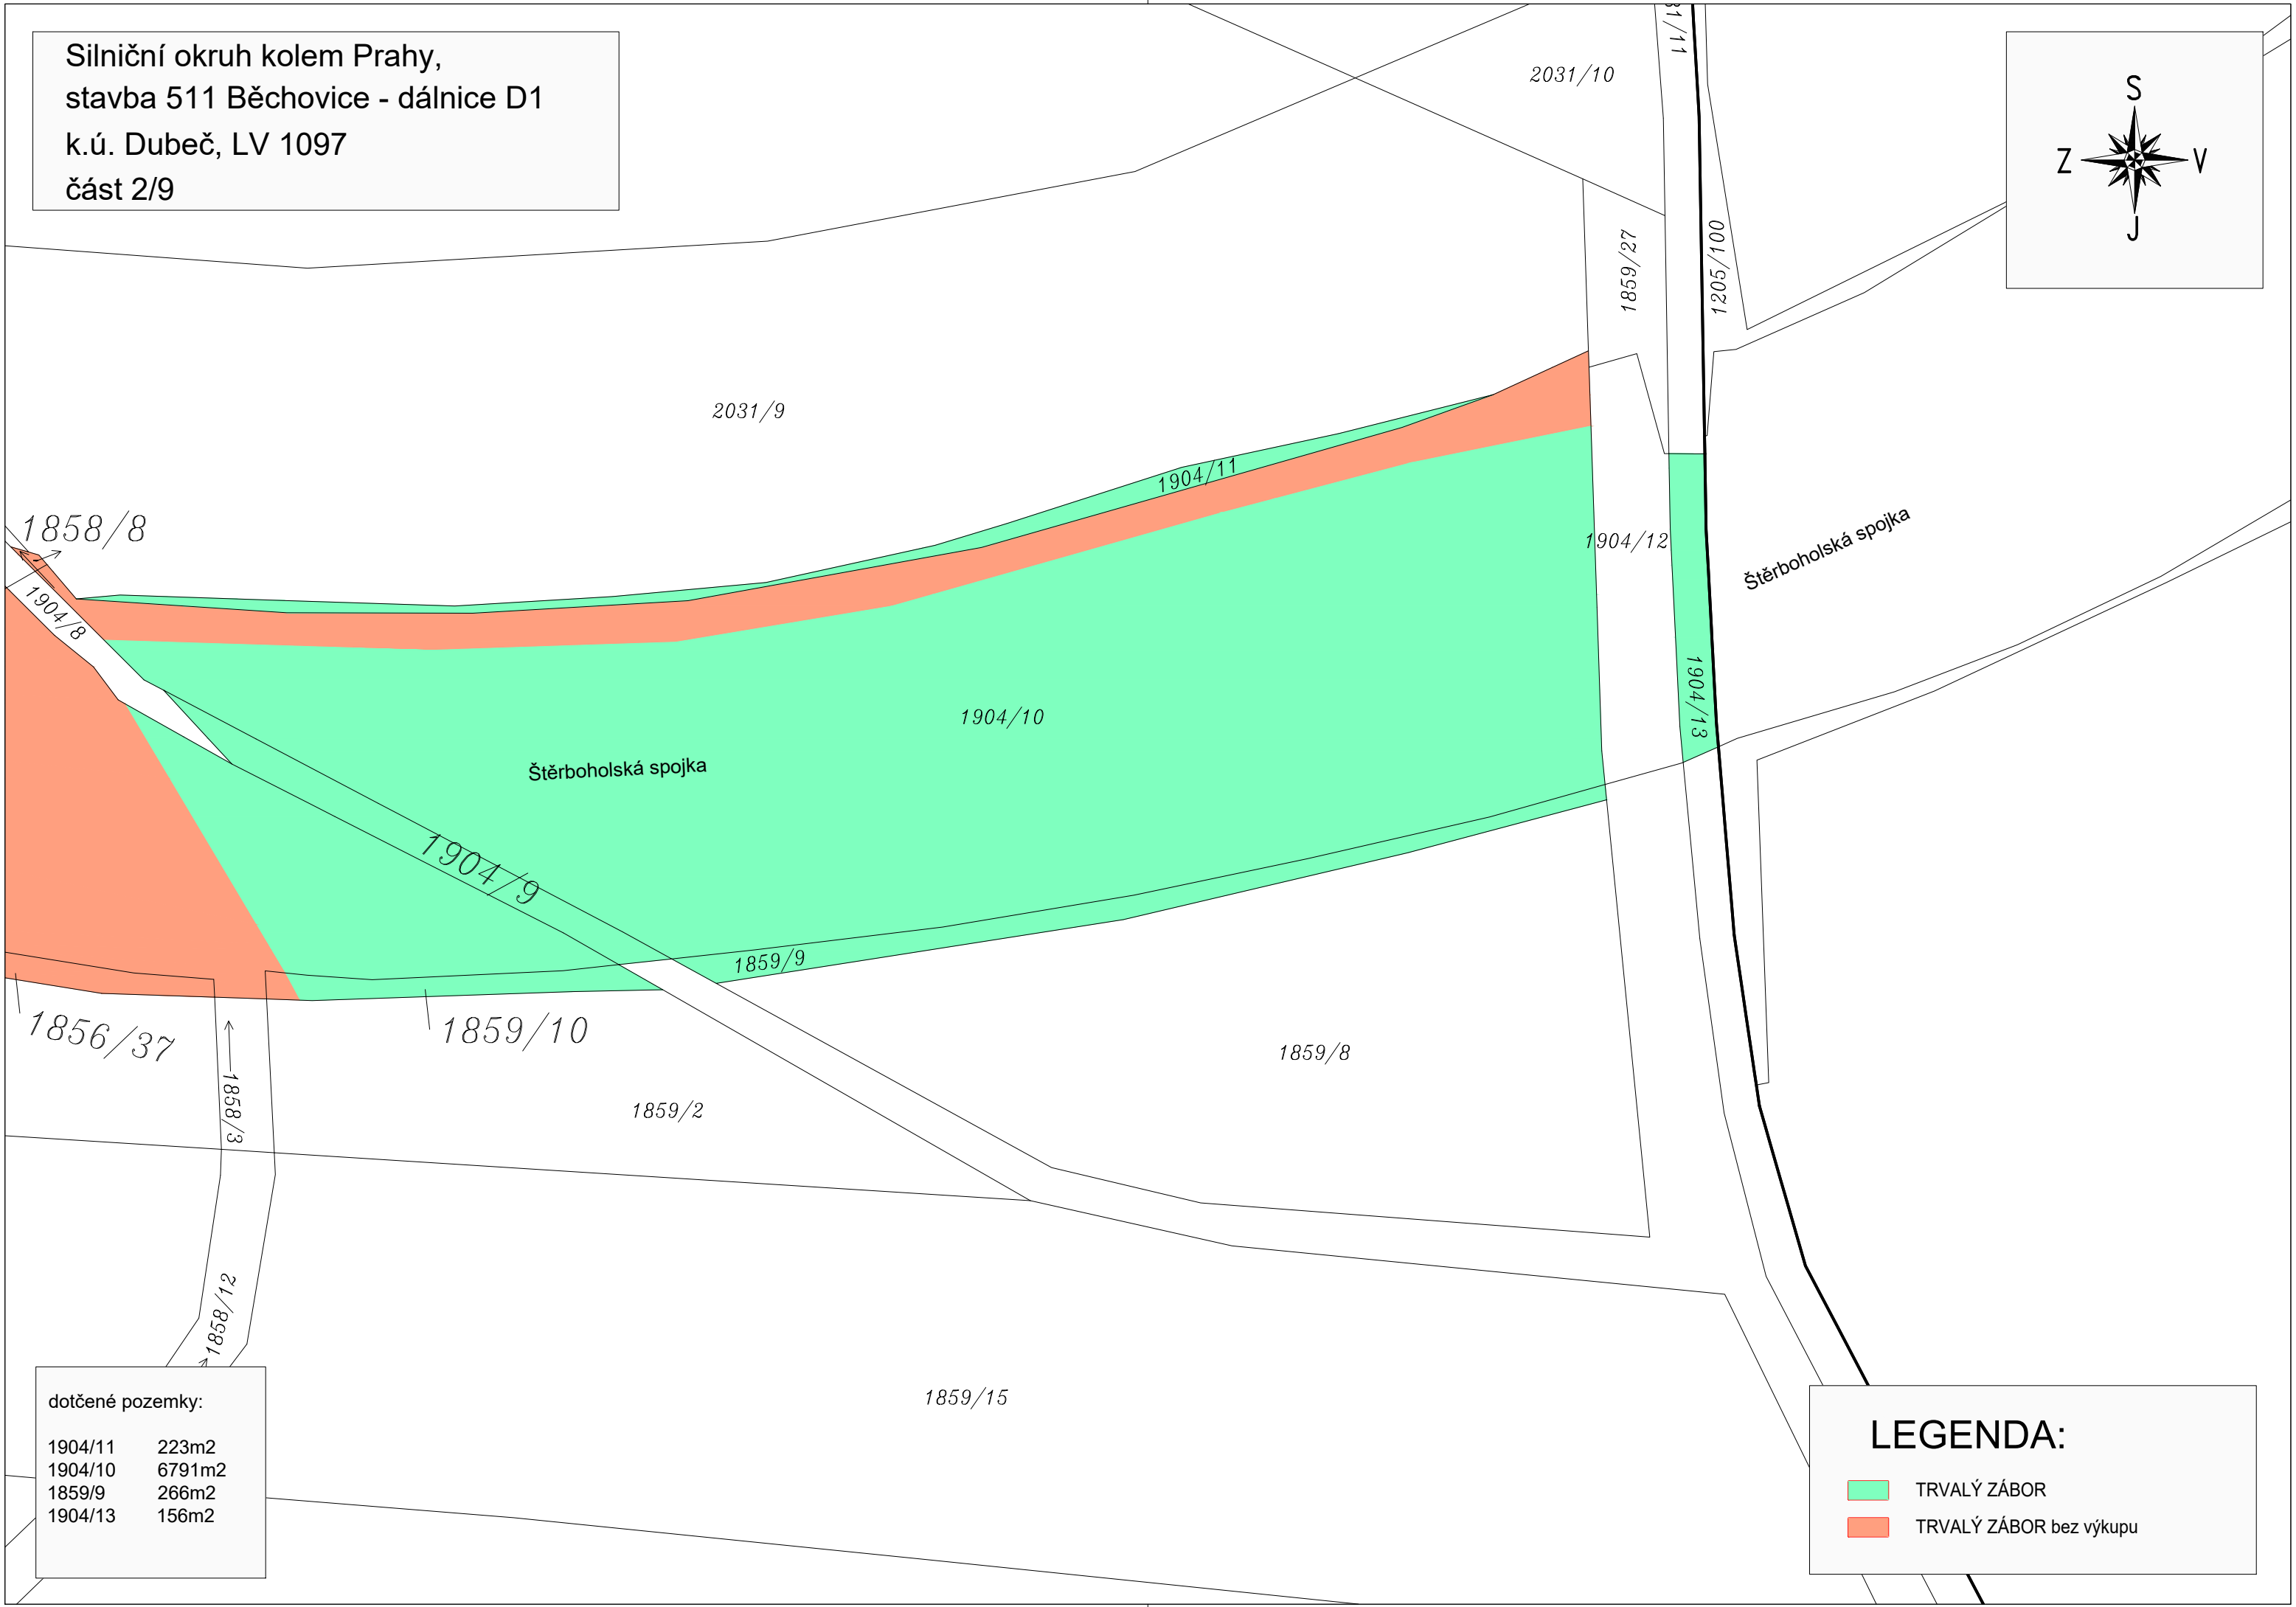 Silniční okruh kolem Prahy,
stavba 511 Běchovice - dálnice D1
k.ú. Dubeč, LV 1097
část 2/9
31/11
2031/10
S
Z
V
J
1859/27
1205/100
2031/9
1904/11
1858/8
1904/12
Štěrboholská spojka
1904/8
1904/13
1904/10
Štěrboholská spojka
1904/9
1859/9
1856/37
1859/10
1859/8
1858/3
1859/2
1858/12
1859/15
dotčené pozemky:
1904/11 223m2
1904/10 6791m2
1859/9 266m2
1904/13 156m2
LEGENDA:
TRVALÝ ZÁBOR
TRVALÝ ZÁBOR bez výkupu